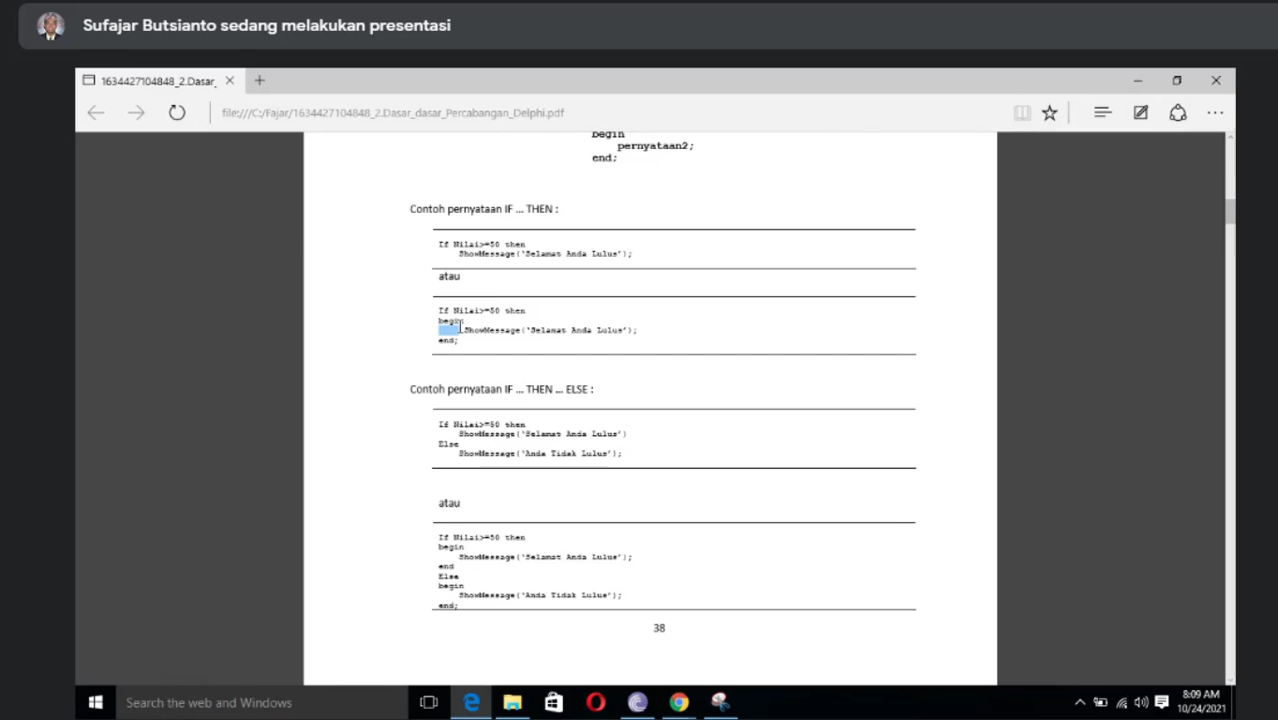 Sufajar Butsianto sedang melakukan presentasi
1634427104848_2.Dasar_
file:///C:/Fajar/1634427104848_2.Dasar_dasar_Percabangan_Delphi.pdf
begin
pernyataan2;
end;
Contoh pernyataan IF ... THEN :
If Nilai>=50 then
ShowMessage(‘Selamat Anda Lulus’);
atau
If Nilai>=50 then
begin
ShowMessage(‘Selamat Anda Lulus’);
end;
Contoh pernyataan IF ... THEN ... ELSE :
If Nilai>=50 then
ShowMessage(‘Selamat Anda Lulus’)
Else
ShowMessage(‘Anda Tidak Lulus’);
atau
If Nilai>=50 then
begin
ShowMessage(‘Selamat Anda Lulus’);
end
Else
begin
ShowMessage(‘Anda Tidak Lulus’);
end;
38
Search the web and Windows
8:09 AM
10/24/2021